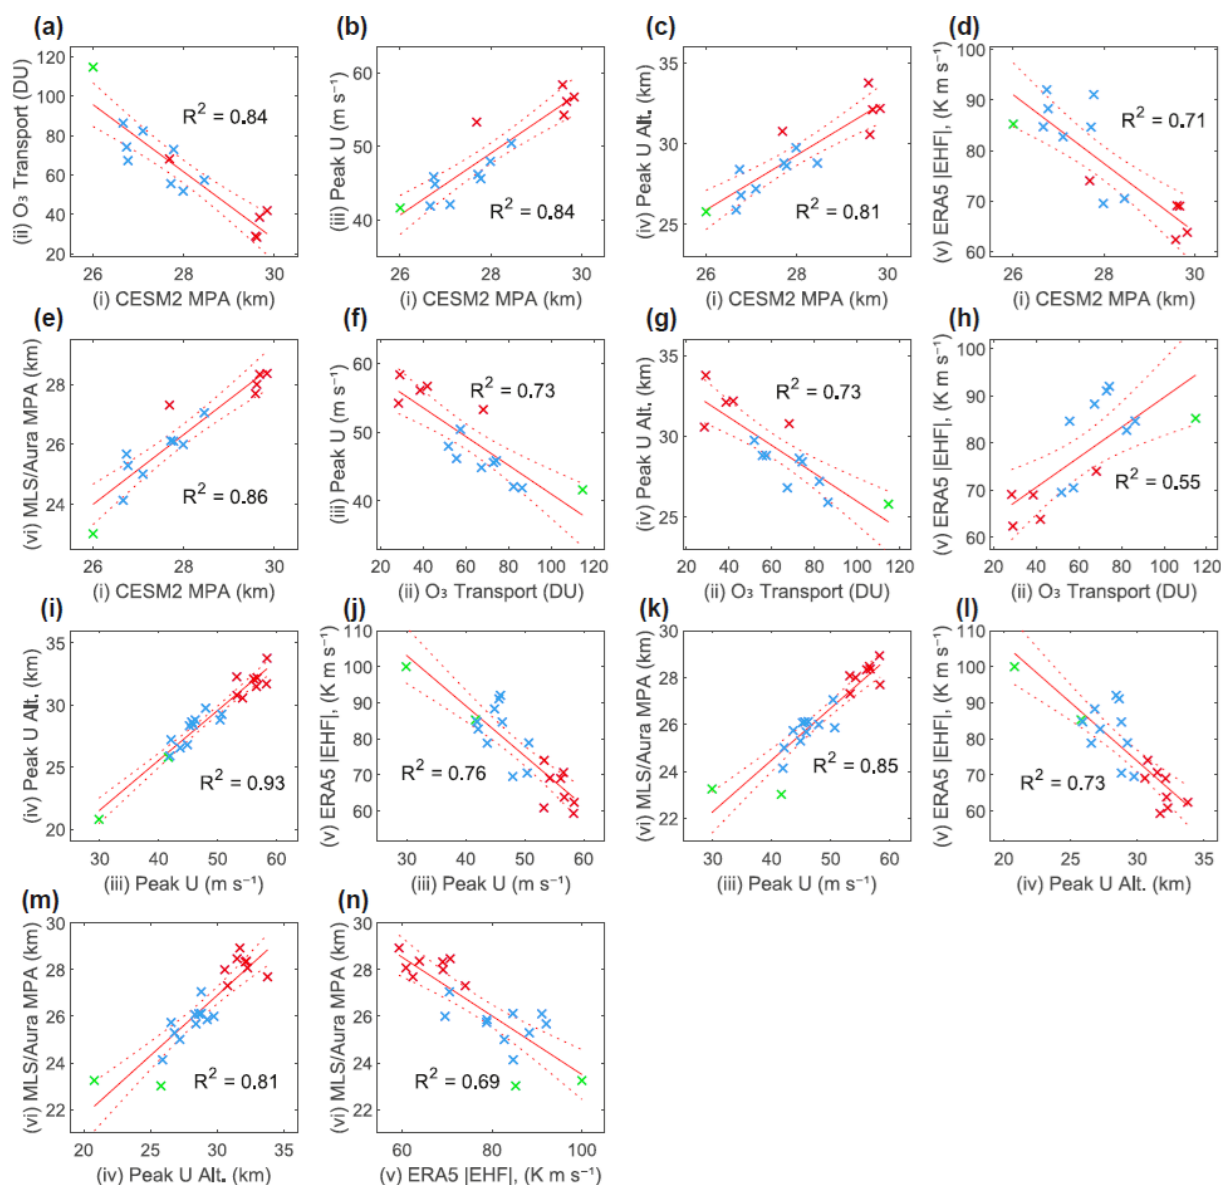 (a)
(ii) O₃ Transport (DU)
120
100
80
60
40
20
R² = 0.84
26 28 30
(i) CESM2 MPA (km)
(b)
(iii) Peak U (m s⁻¹)
60
50
40
R² = 0.84
26 28 30
(i) CESM2 MPA (km)
(c)
(iv) Peak U Alt. (km)
35
30
25
R² = 0.81
26 28 30
(i) CESM2 MPA (km)
(d)
(v) ERA5 |EHF|, (K m s⁻¹)
100
90
80
70
60
R² = 0.71
26 28 30
(i) CESM2 MPA (km)
(e)
(vi) MLS/Aura MPA (km)
28
26
24
R² = 0.86
26 28 30
(i) CESM2 MPA (km)
(f)
(iii) Peak U (m s⁻¹)
60
50
40
R² = 0.73
20 40 60 80 100 120
(ii) O₃ Transport (DU)
(g)
(iv) Peak U Alt. (km)
35
30
25
R² = 0.73
20 40 60 80 100 120
(ii) O₃ Transport (DU)
(h)
(v) ERA5 |EHF|, (K m s⁻¹)
100
90
80
70
60
R² = 0.55
20 40 60 80 100 120
(ii) O₃ Transport (DU)
(i)
(iv) Peak U Alt. (km)
35
30
25
20
R² = 0.93
30 40 50 60
(iii) Peak U (m s⁻¹)
(j)
(v) ERA5 |EHF|, (K m s⁻¹)
110
100
90
80
70
60
R² = 0.76
30 40 50 60
(iii) Peak U (m s⁻¹)
(k)
(vi) MLS/Aura MPA (km)
30
28
26
24
22
R² = 0.85
30 40 50 60
(iii) Peak U (m s⁻¹)
(l)
(v) ERA5 |EHF|, (K m s⁻¹)
110
100
90
80
70
60
R² = 0.73
20 25 30 35
(iv) Peak U Alt. (km)
(m)
(vi) MLS/Aura MPA (km)
30
28
26
24
22
R² = 0.81
20 25 30 35
(iv) Peak U Alt. (km)
(n)
(vi) MLS/Aura MPA (km)
30
28
26
24
22
R² = 0.69
60 80 100
(v) ERA5 |EHF|, (K m s⁻¹)